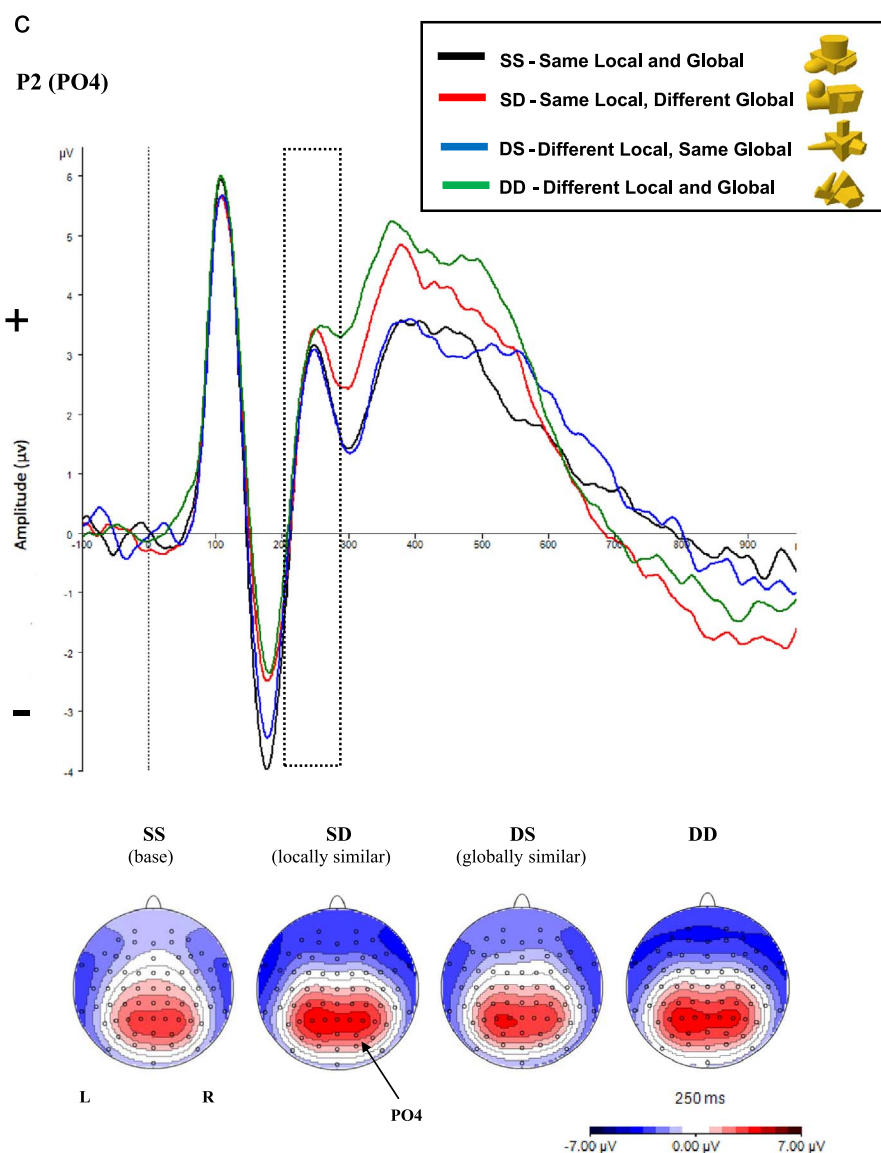 C
P2 (PO4)
SS - Same Local and Global
SD - Same Local, Different Global
DS - Different Local, Same Global
DD - Different Local and Global
µV
6
5
4
3
2
1
0
-1
-2
-3
-4
+
-
Amplitude (µv)
-100 0 100 200 300 400 500 600 700 800 900
SS SD DS DD
(base) (locally similar) (globally similar)
L R
PO4
250 ms
-7.00 µV 0.00 µV 7.00 µV